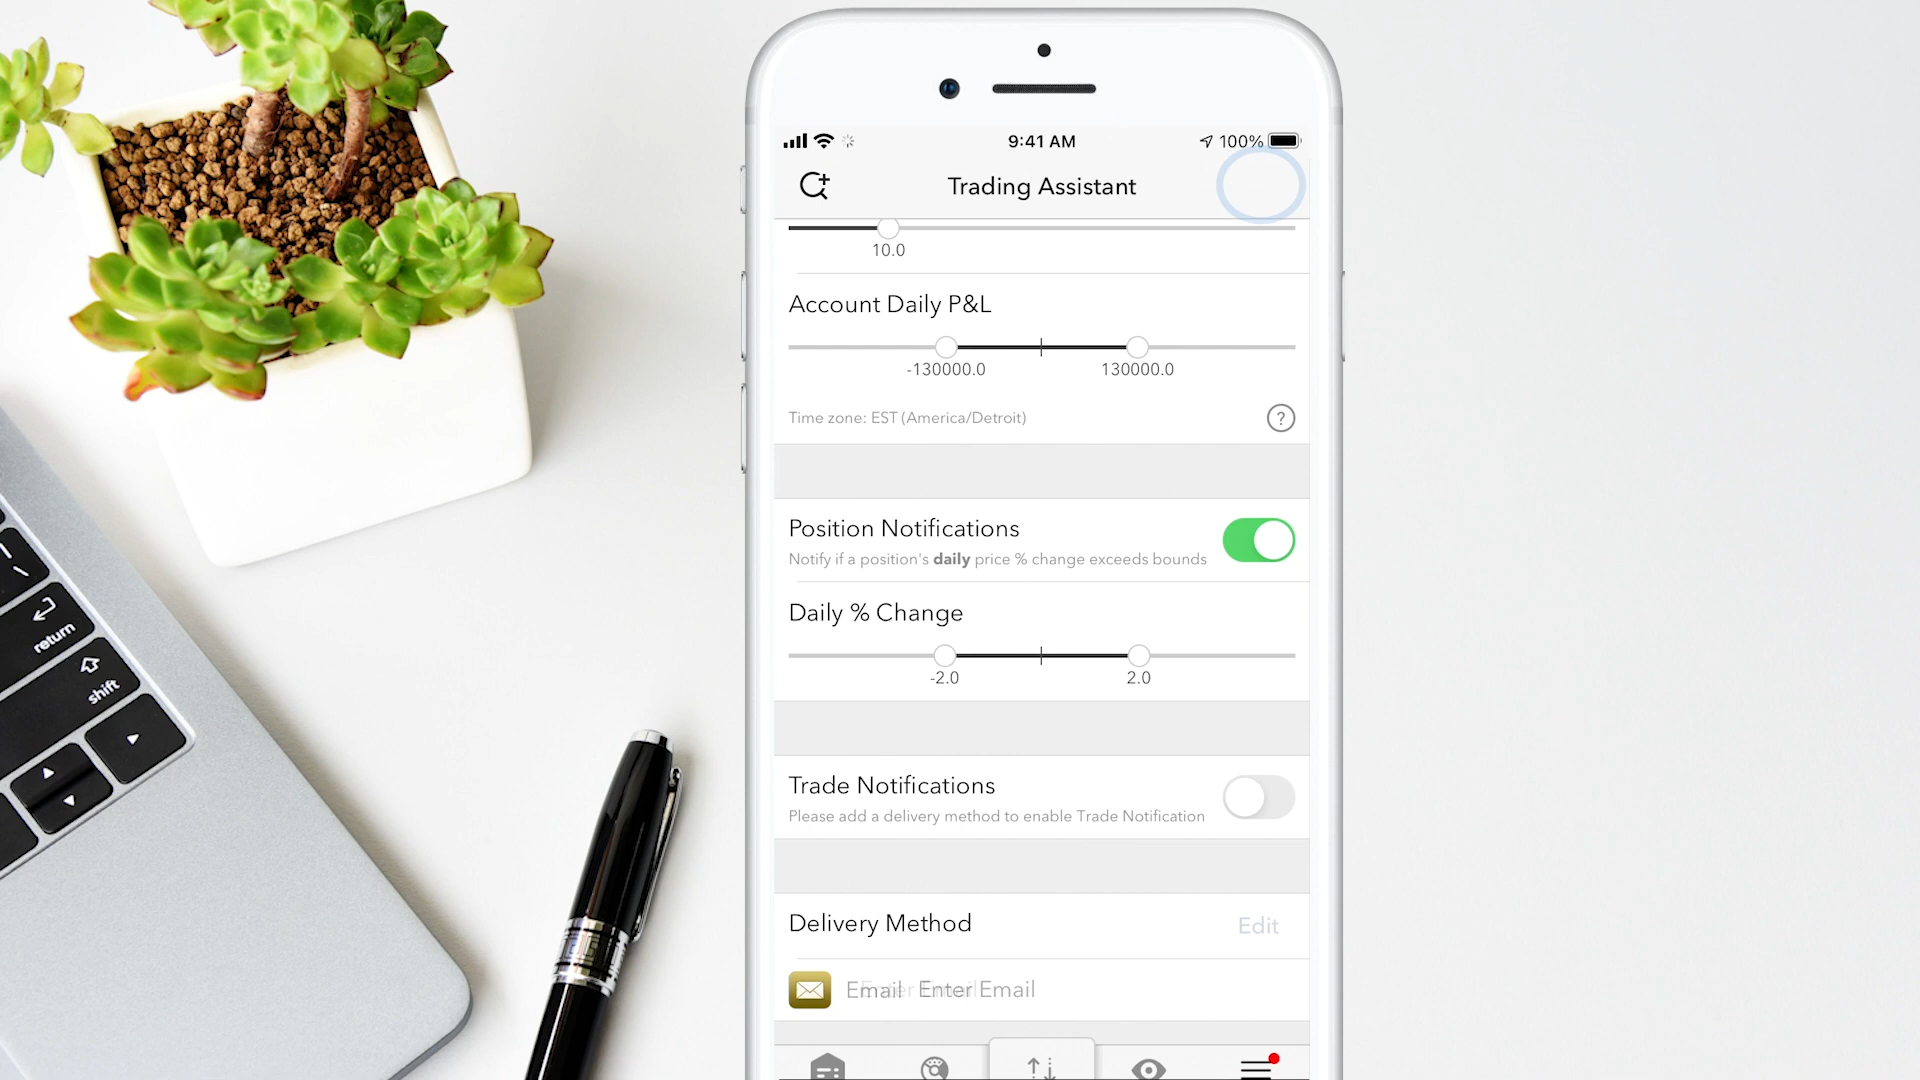 9:41 AM
100%
Trading Assistant
10.0
Account Daily P&L
-130000.0 130000.0
Time zone: EST (America/Detroit)
?
Position Notifications
Notify if a position's daily price % change exceeds bounds
Daily % Change
-2.0 2.0
Trade Notifications
Please add a delivery method to enable Trade Notification
Delivery Method
Edit
Email Enter Email
return
shift